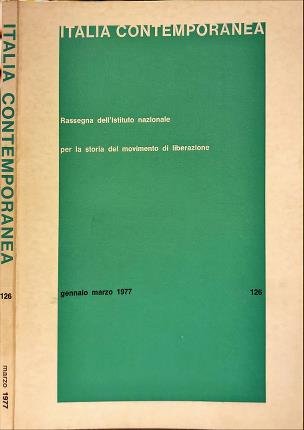 ITALIA CONTEMPORANEA
126
marzo 1977
ITALIA CONTEMPORANEA
Rassegna dell'Istituto nazionale
per la storia del movimento di liberazione
gennaio marzo 1977 126